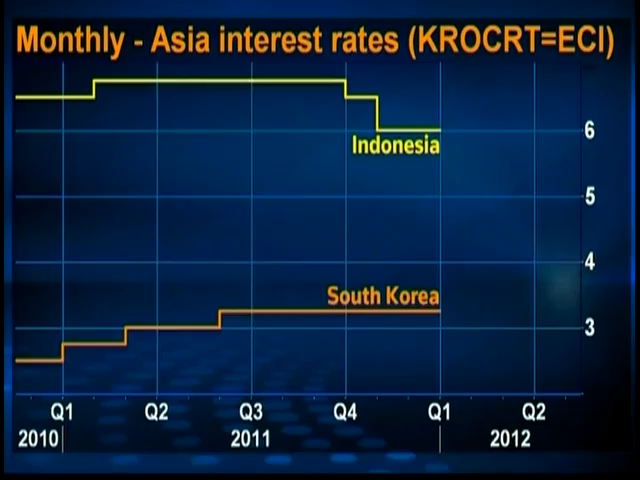 Monthly - Asia interest rates (KROCRT=ECI)
6
Indonesia
5
4
South Korea
3
Q1 Q2 Q3 Q4 Q1 Q2
2010 2011 2012